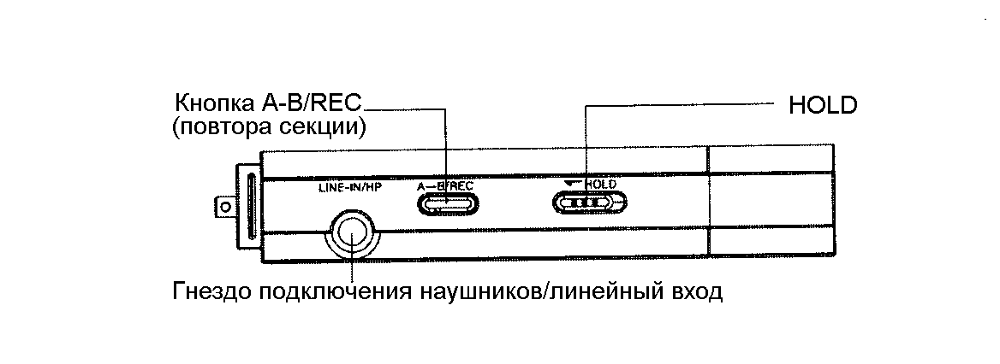 Кнопка A-B/REC
(повтора секции)
HOLD
LINE-IN/HP
A-B/REC
HOLD
Гнездо подключения наушников/линейный вход